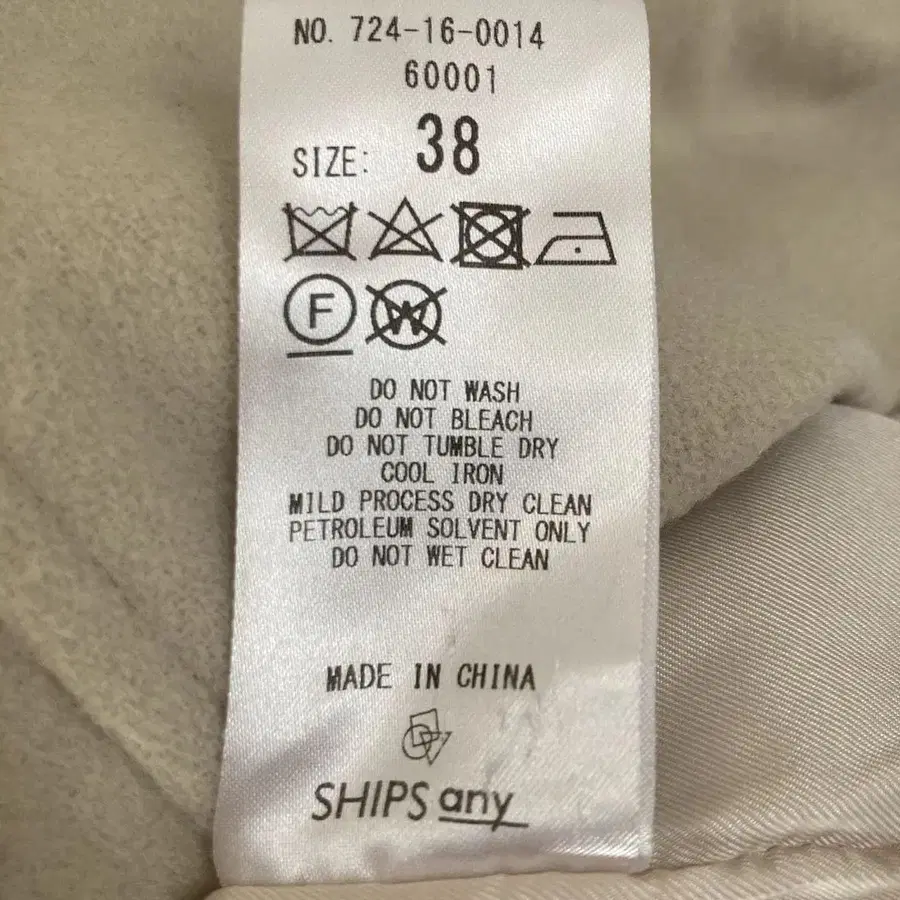 NO. 724-16-0014
60001
SIZE: 38
F W
DO NOT WASH
DO NOT BLEACH
DO NOT TUMBLE DRY
COOL IRON
MILD PROCESS DRY CLEAN
PETROLEUM SOLVENT ONLY
DO NOT WET CLEAN
MADE IN CHINA
SHIPS any